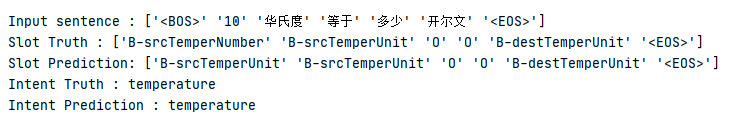 Input sentence : ['<BOS>' '10' '华氏度' '等于' '多少' '开尔文' '<EOS>']
Slot Truth : ['B-srcTemperNumber' 'B-srcTemperUnit' 'O' 'O' 'B-destTemperUnit' '<EOS>']
Slot Prediction: ['B-srcTemperUnit' 'B-srcTemperUnit' 'O' 'O' 'B-destTemperUnit' '<EOS>']
Intent Truth : temperature
Intent Prediction : temperature